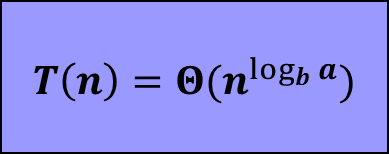 T(n) = Θ(n^{log_b a})